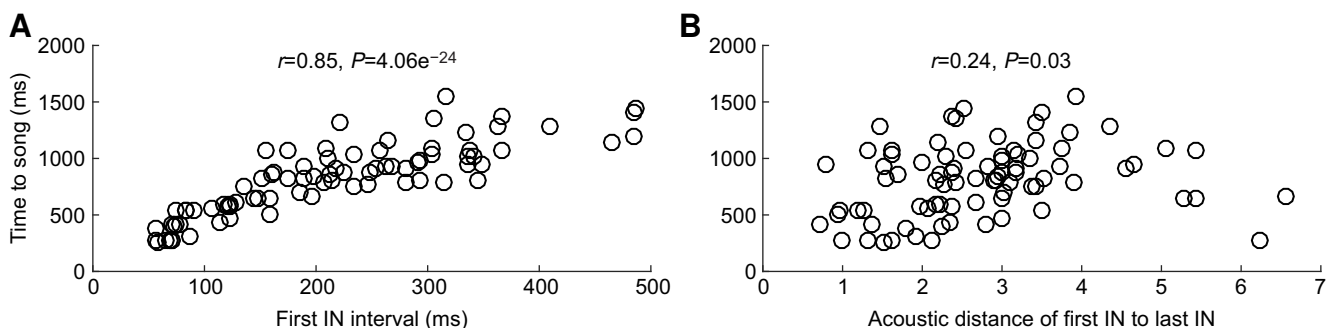 A
B
2000
1500
1000
500
0
Time to song (ms)
r=0.85, P=4.06e⁻²⁴
0 100 200 300 400 500
First IN interval (ms)
2000
1500
1000
500
0
r=0.24, P=0.03
0 1 2 3 4 5 6 7
Acoustic distance of first IN to last IN